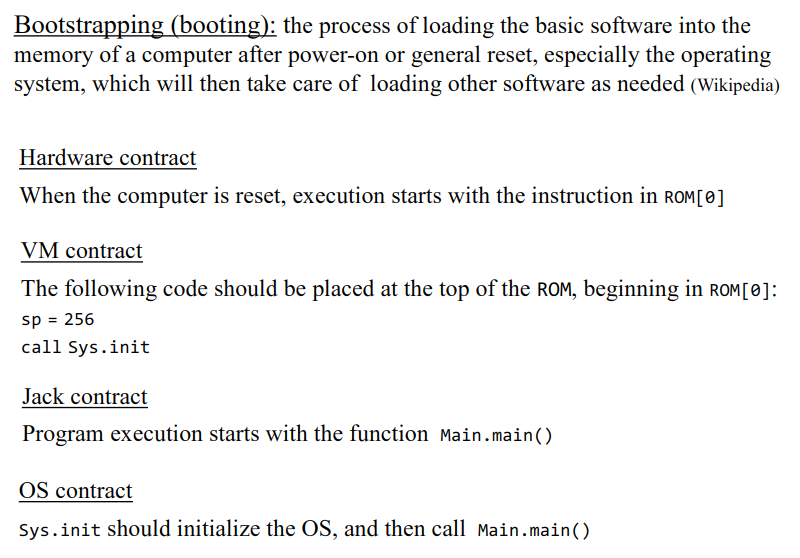 Bootstrapping (booting): the process of loading the basic software into the
memory of a computer after power-on or general reset, especially the operating
system, which will then take care of loading other software as needed (Wikipedia)
Hardware contract
When the computer is reset, execution starts with the instruction in ROM[0]
VM contract
The following code should be placed at the top of the ROM, beginning in ROM[0]:
sp = 256
call Sys.init
Jack contract
Program execution starts with the function Main.main()
OS contract
Sys.init should initialize the OS, and then call Main.main()